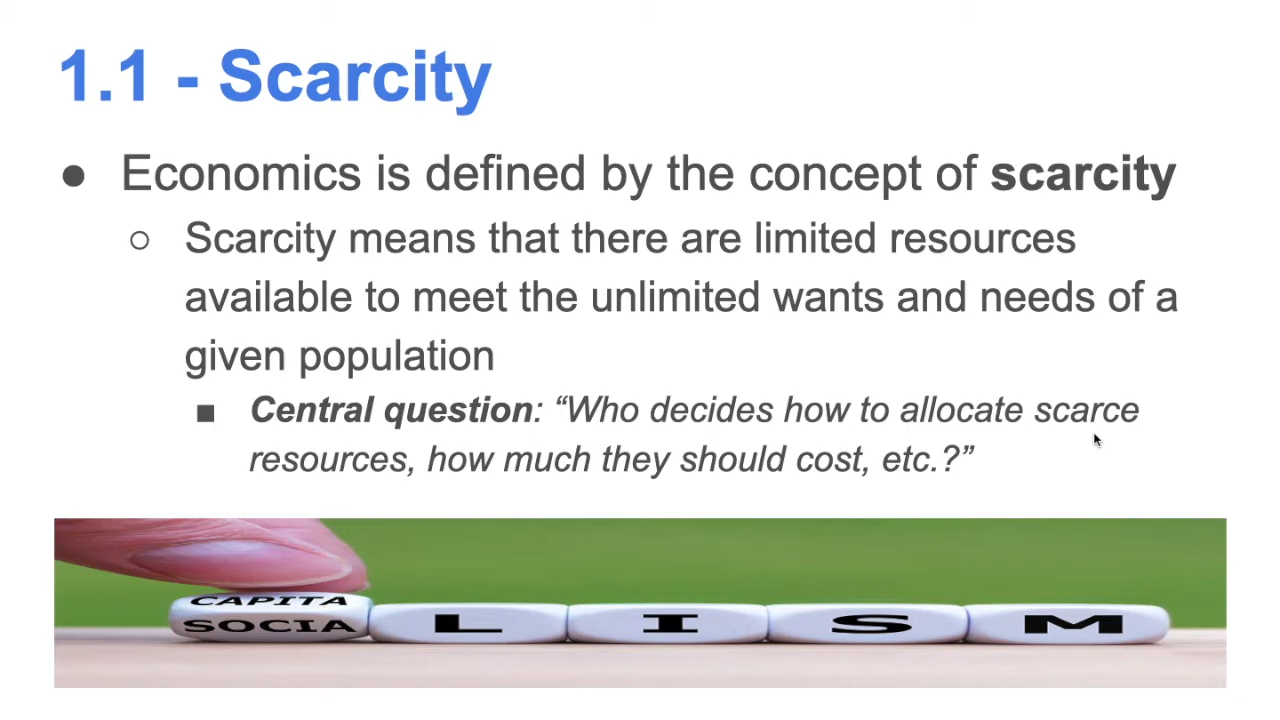 1.1 - Scarcity
● Economics is defined by the concept of scarcity
○ Scarcity means that there are limited resources
available to meet the unlimited wants and needs of a
given population
■ Central question: “Who decides how to allocate scarce
resources, how much they should cost, etc.?”
CAPITA
SOCIA L I S M